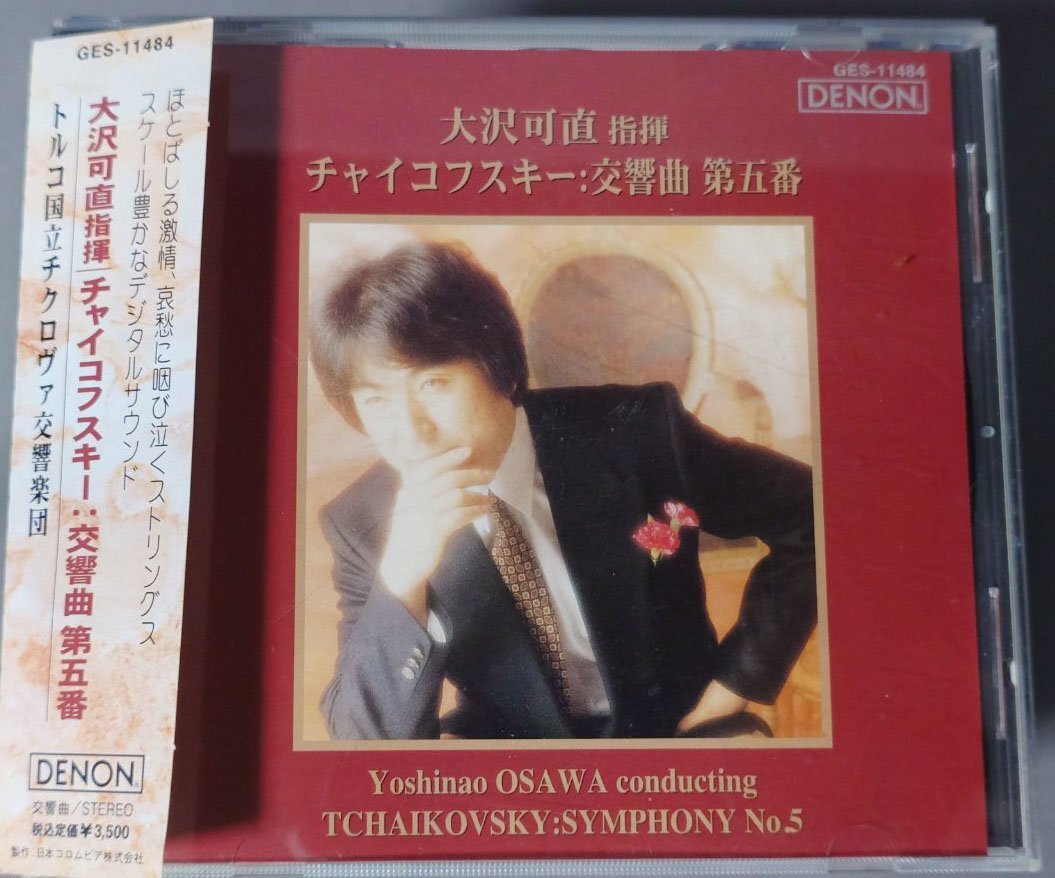 GES-11484
ほとばしる激情、哀愁に咽び泣くストリングス
スケール豊かなデジタルサウンド
大沢可直指揮 チャイコフスキー：交響曲 第五番
トルコ国立チクロヴァ交響楽団
DENON
交響曲/STEREO
税込定価¥3,500
製作:日本コロムビア株式会社
GES-11484
DENON
大沢可直 指揮
チャイコフスキー:交響曲 第五番
Yoshinao OSAWA conducting
TCHAIKOVSKY:SYMPHONY No.5